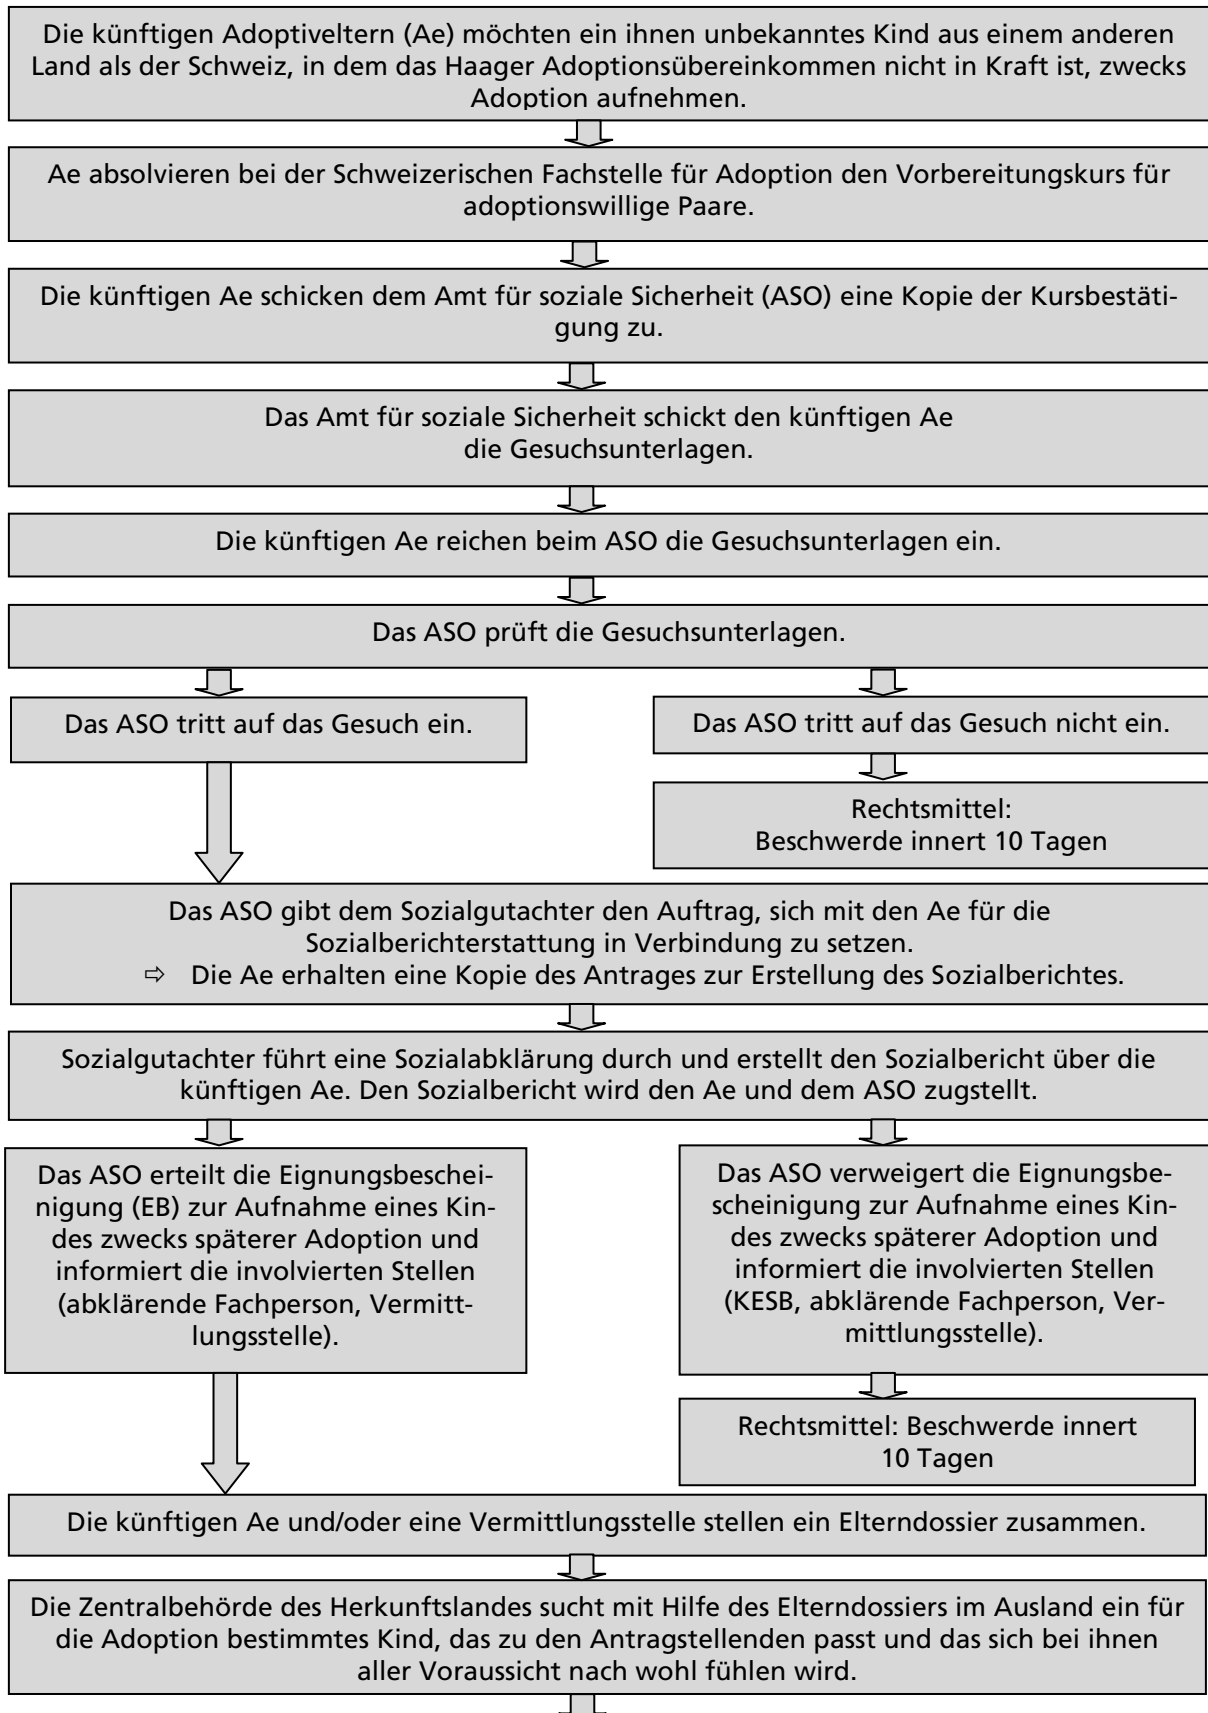 Die künftigen Adoptiveltern (Ae) möchten ein ihnen unbekanntes Kind aus einem anderen
Land als der Schweiz, in dem das Haager Adoptionsübereinkommen nicht in Kraft ist, zwecks
Adoption aufnehmen.
Ae absolvieren bei der Schweizerischen Fachstelle für Adoption den Vorbereitungskurs für
adoptionswillige Paare.
Die künftigen Ae schicken dem Amt für soziale Sicherheit (ASO) eine Kopie der Kursbestäti-
gung zu.
Das Amt für soziale Sicherheit schickt den künftigen Ae
die Gesuchsunterlagen.
Die künftigen Ae reichen beim ASO die Gesuchsunterlagen ein.
Das ASO prüft die Gesuchsunterlagen.
Das ASO tritt auf das Gesuch ein.
Das ASO tritt auf das Gesuch nicht ein.
Rechtsmittel:
Beschwerde innert 10 Tagen
Das ASO gibt dem Sozialgutachter den Auftrag, sich mit den Ae für die
Sozialberichterstattung in Verbindung zu setzen.
⇨ Die Ae erhalten eine Kopie des Antrages zur Erstellung des Sozialberichtes.
Sozialgutachter führt eine Sozialabklärung durch und erstellt den Sozialbericht über die
künftigen Ae. Den Sozialbericht wird den Ae und dem ASO zugstellt.
Das ASO erteilt die Eignungsbeschei-
nigung (EB) zur Aufnahme eines Kin-
des zwecks späterer Adoption und
informiert die involvierten Stellen
(abklärende Fachperson, Vermitt-
lungsstelle).
Das ASO verweigert die Eignungsbe-
scheinigung zur Aufnahme eines Kin-
des zwecks späterer Adoption und
informiert die involvierten Stellen
(KESB, abklärende Fachperson, Ver-
mittlungsstelle).
Rechtsmittel: Beschwerde innert
10 Tagen
Die künftigen Ae und/oder eine Vermittlungsstelle stellen ein Elterndossier zusammen.
Die Zentralbehörde des Herkunftslandes sucht mit Hilfe des Elterndossiers im Ausland ein für
die Adoption bestimmtes Kind, das zu den Antragstellenden passt und das sich bei ihnen
aller Voraussicht nach wohl fühlen wird.